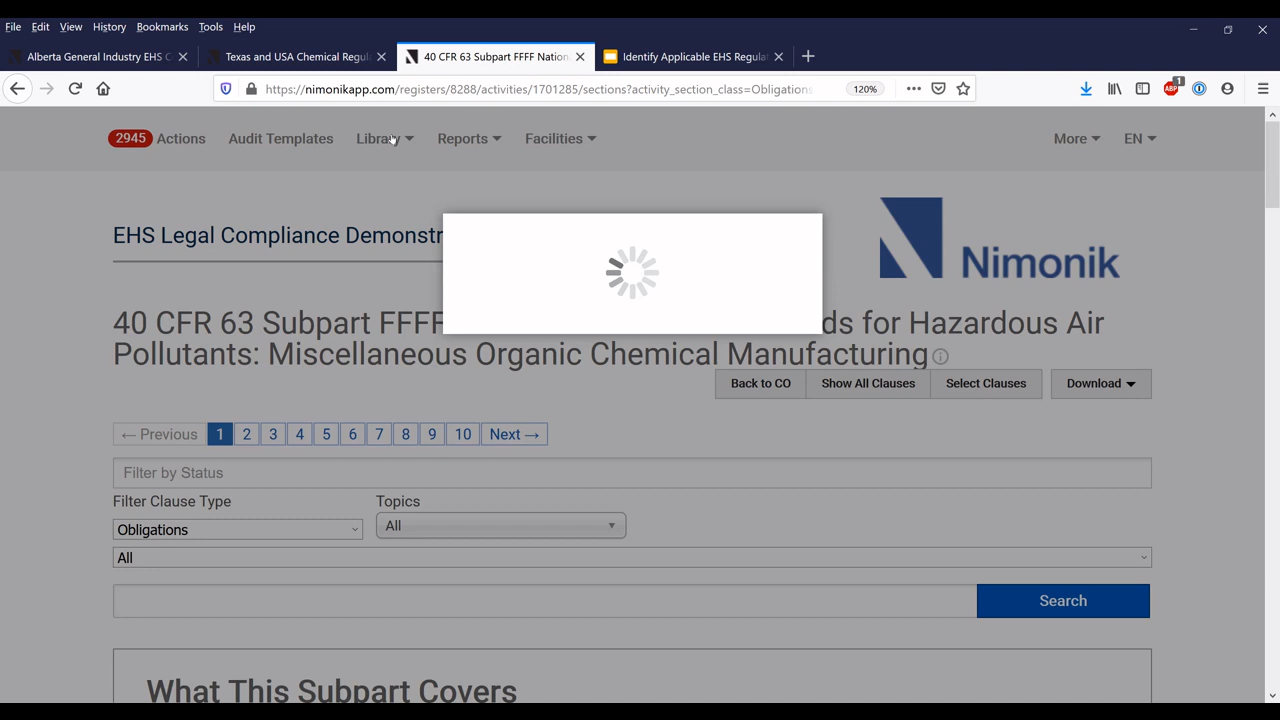 File Edit View History Bookmarks Tools Help
Alberta General Industry EHS C
Texas and USA Chemical Regul
40 CFR 63 Subpart FFFF Nation
Identify Applicable EHS Regulat
https://nimonikapp.com/registers/8284/activities/1701285/sections?activity_section_class=Obligations
120%
1
ABP
2945 Actions Audit Templates Library Reports Facilities More EN
EHS Legal Compliance Demonstr
Nimonik
40 CFR 63 Subpart FFFF ds for Hazardous Air
Pollutants: Miscellaneous Organic Chemical Manufacturing
Back to CO Show All Clauses Select Clauses Download
← Previous 1 2 3 4 5 6 7 8 9 10 Next →
Filter by Status
Filter Clause Type Topics
Obligations All
All
Search
What This Subpart Covers